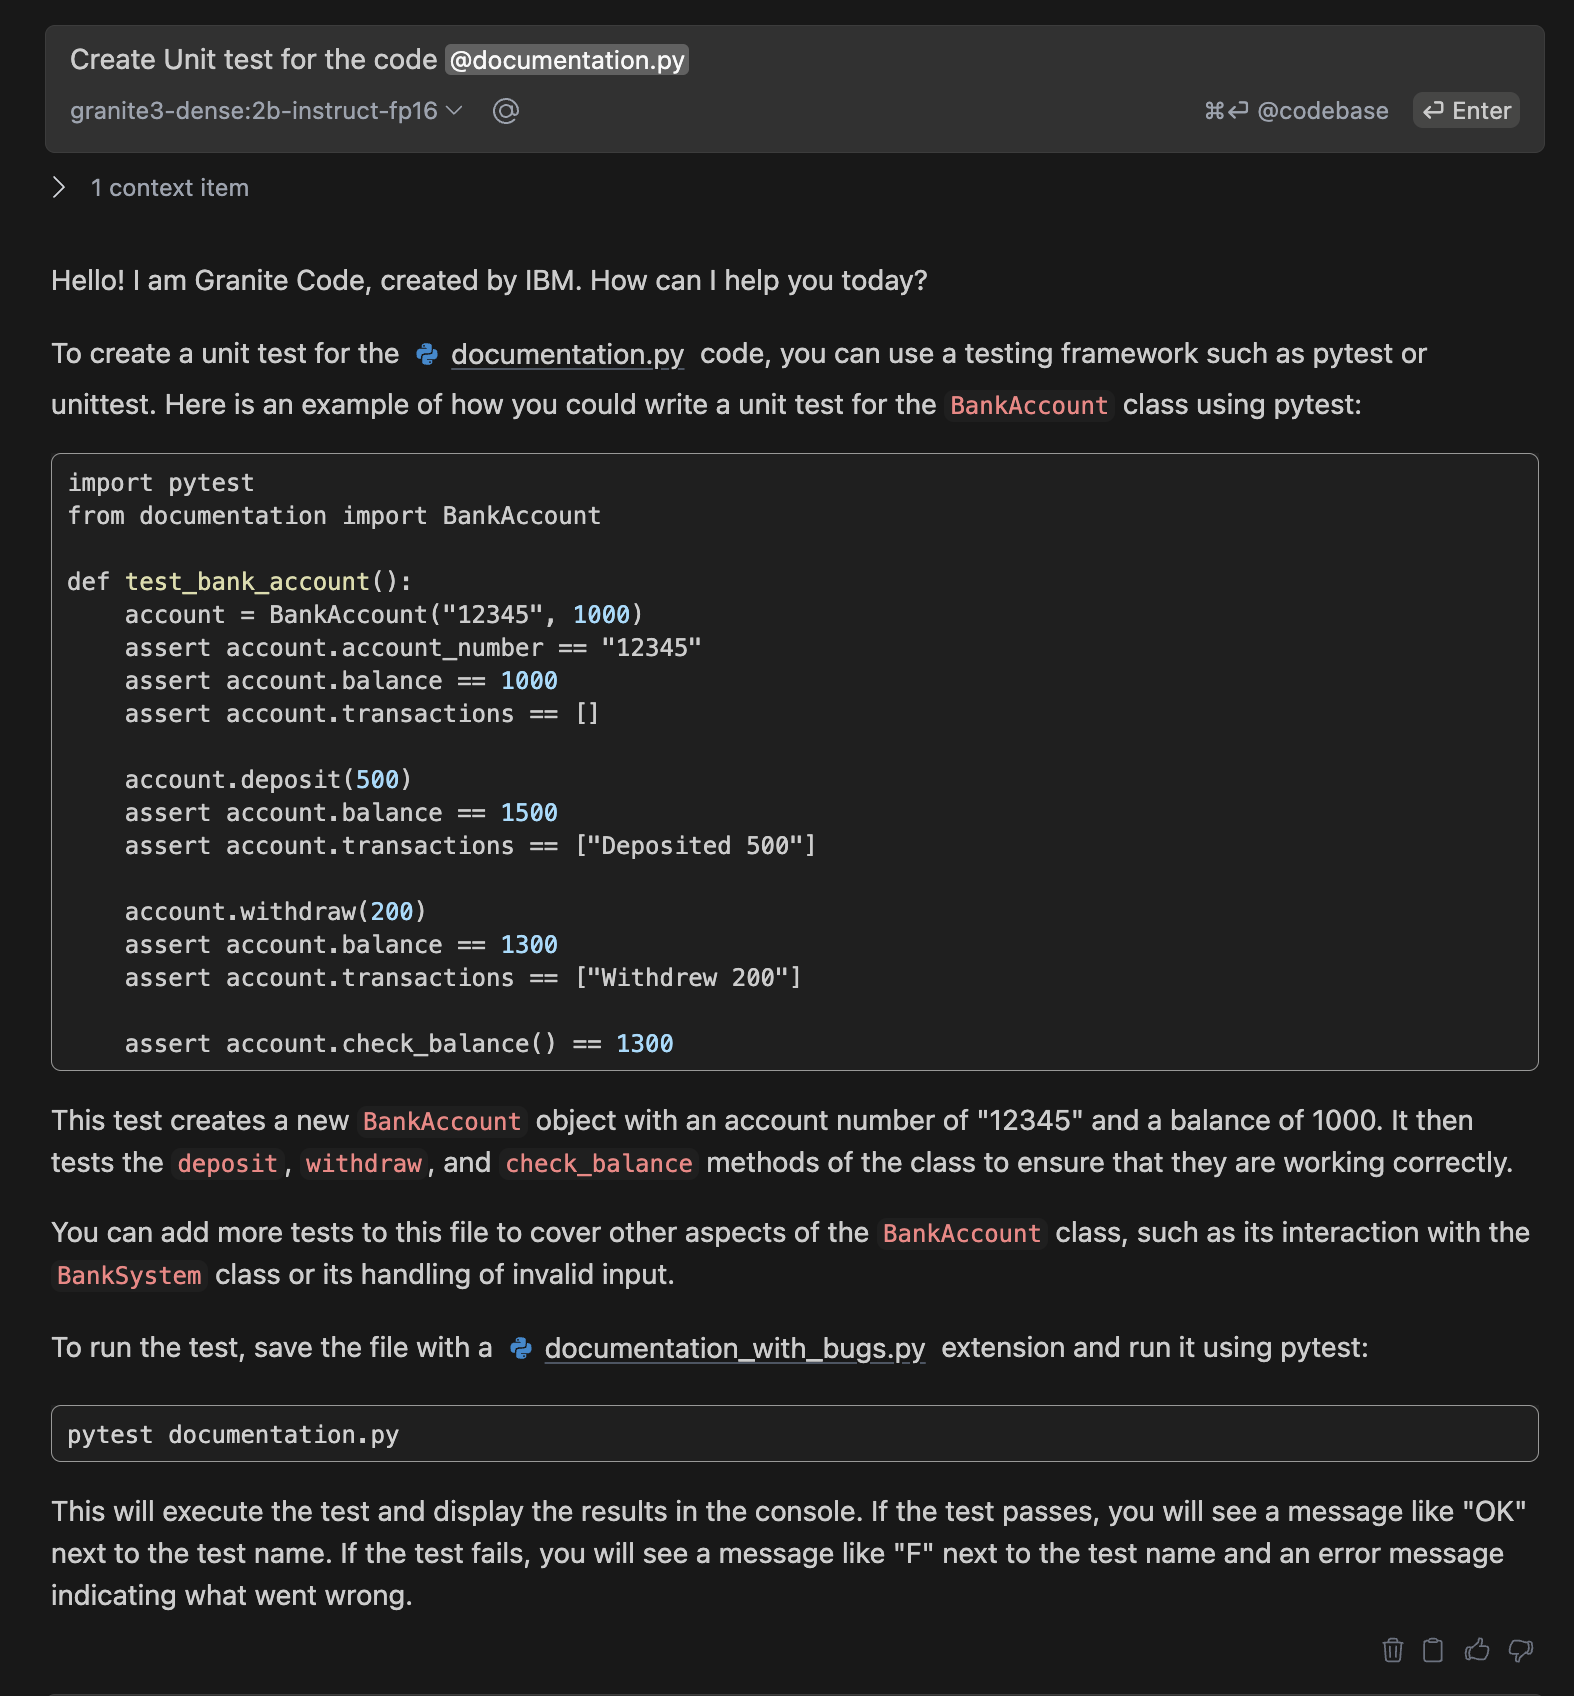 Create Unit test for the code @documentation.py
granite3-dense:2b-instruct-fp16 @ ⌘⏎ @codebase ⏎ Enter
1 context item
Hello! I am Granite Code, created by IBM. How can I help you today?
To create a unit test for the documentation.py code, you can use a testing framework such as pytest or
unittest. Here is an example of how you could write a unit test for the BankAccount class using pytest:
import pytest
from documentation import BankAccount
def test_bank_account():
    account = BankAccount("12345", 1000)
    assert account.account_number == "12345"
    assert account.balance == 1000
    assert account.transactions == []
    account.deposit(500)
    assert account.balance == 1500
    assert account.transactions == ["Deposited 500"]
    account.withdraw(200)
    assert account.balance == 1300
    assert account.transactions == ["Withdrew 200"]
    assert account.check_balance() == 1300
This test creates a new BankAccount object with an account number of "12345" and a balance of 1000. It then
tests the deposit, withdraw, and check_balance methods of the class to ensure that they are working correctly.
You can add more tests to this file to cover other aspects of the BankAccount class, such as its interaction with the
BankSystem class or its handling of invalid input.
To run the test, save the file with a documentation_with_bugs.py extension and run it using pytest:
pytest documentation.py
This will execute the test and display the results in the console. If the test passes, you will see a message like "OK"
next to the test name. If the test fails, you will see a message like "F" next to the test name and an error message
indicating what went wrong.